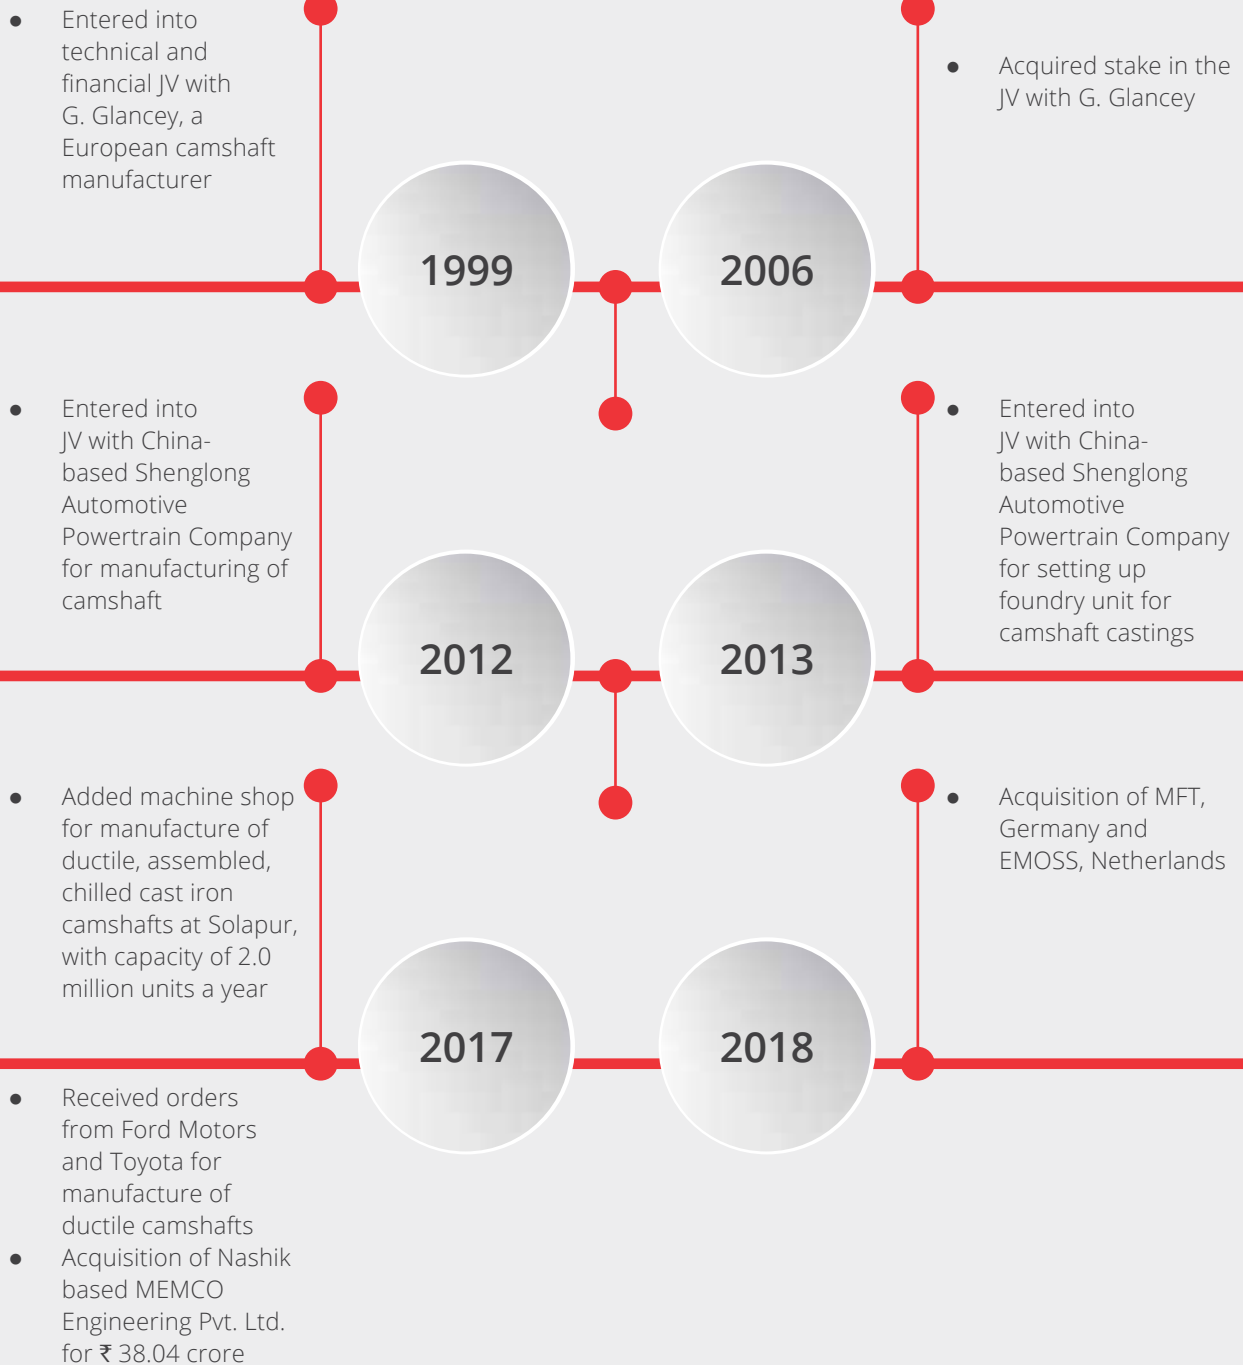 ● Entered into
technical and
financial JV with
G. Glancey, a
European camshaft
manufacturer
1999
2006
● Acquired stake in the
JV with G. Glancey
● Entered into
JV with China-
based Shenglong
Automotive
Powertrain Company
for manufacturing of
camshaft
2012
2013
● Entered into
JV with China-
based Shenglong
Automotive
Powertrain Company
for setting up
foundry unit for
camshaft castings
● Added machine shop
for manufacture of
ductile, assembled,
chilled cast iron
camshafts at Solapur,
with capacity of 2.0
million units a year
● Received orders
from Ford Motors
and Toyota for
manufacture of
ductile camshafts
● Acquisition of Nashik
based MEMCO
Engineering Pvt. Ltd.
for ₹ 38.04 crore
2017
2018
● Acquisition of MFT,
Germany and
EMOSS, Netherlands